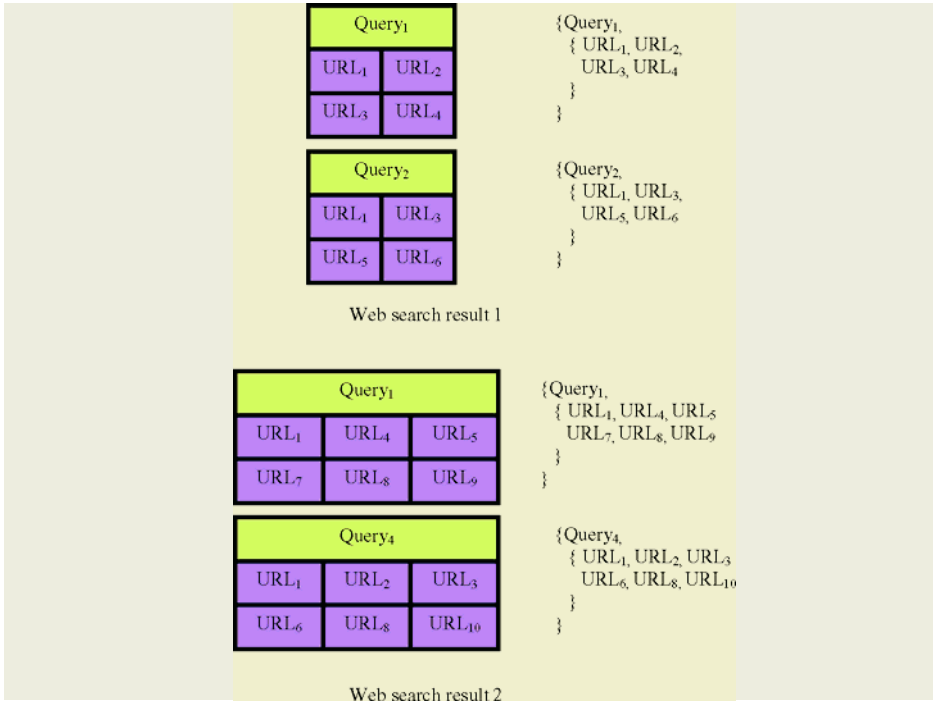 Query₁
URL₁ URL₂
URL₃ URL₄
{Query₁,
{ URL₁, URL₂,
URL₃, URL₄
}
}
Query₂
URL₁ URL₃
URL₅ URL₆
{Query₂,
{ URL₁, URL₃,
URL₅, URL₆
}
}
Web search result 1
Query₁
URL₁ URL₄ URL₅
URL₇ URL₈ URL₉
{Query₁,
{ URL₁, URL₄, URL₅
URL₇, URL₈, URL₉
}
}
Query₄
URL₁ URL₂ URL₃
URL₆ URL₈ URL₁₀
{Query₄,
{ URL₁, URL₂, URL₃
URL₆, URL₈, URL₁₀
}
}
Web search result 2